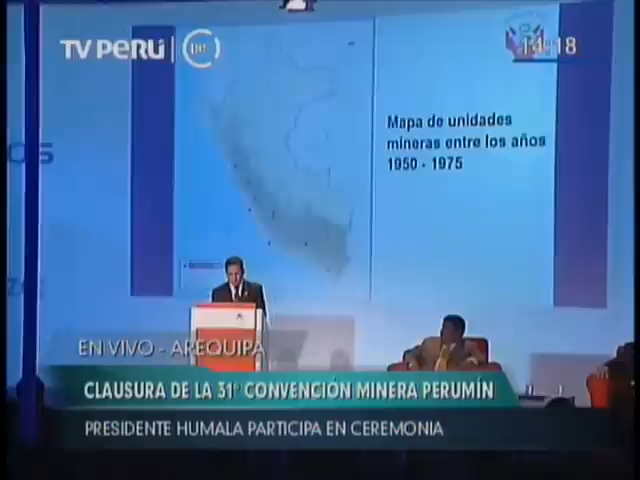 TV PERÚ
14:18
Mapa de unidades
mineras entre los años
1950 - 1975
EN VIVO - AREQUIPA
CLAUSURA DE LA 31° CONVENCIÓN MINERA PERUMÍN
PRESIDENTE HUMALA PARTICIPA EN CEREMONIA